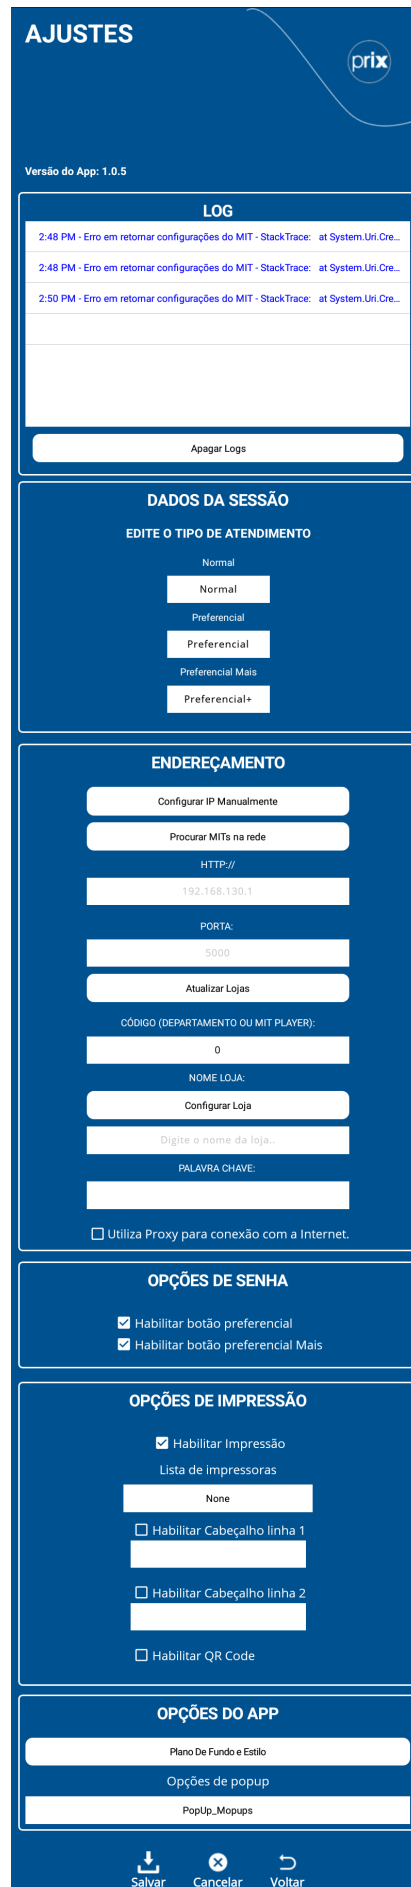 AJUSTES
prix
Versão do App: 1.0.5
LOG
2:48 PM - Erro em retornar configurações do MIT - StackTrace: at System.Uri.Cre...
2:48 PM - Erro em retornar configurações do MIT - StackTrace: at System.Uri.Cre...
2:50 PM - Erro em retornar configurações do MIT - StackTrace: at System.Uri.Cre...
Apagar Logs
DADOS DA SESSÃO
EDITE O TIPO DE ATENDIMENTO
Normal
Normal
Preferencial
Preferencial
Preferencial Mais
Preferencial+
ENDEREÇAMENTO
Configurar IP Manualmente
Procurar MITs na rede
HTTP://
192.168.130.1
PORTA:
5000
Atualizar Lojas
CÓDIGO (DEPARTAMENTO OU MIT PLAYER):
0
NOME LOJA:
Configurar Loja
Digite o nome da loja..
PALAVRA CHAVE:
Utiliza Proxy para conexão com a Internet.
OPÇÕES DE SENHA
Habilitar botão preferencial
Habilitar botão preferencial Mais
OPÇÕES DE IMPRESSÃO
Habilitar Impressão
Lista de impressoras
None
Habilitar Cabeçalho linha 1
Habilitar Cabeçalho linha 2
Habilitar QR Code
OPÇÕES DO APP
Plano De Fundo e Estilo
Opções de popup
PopUp_Mopups
Salvar Cancelar Voltar